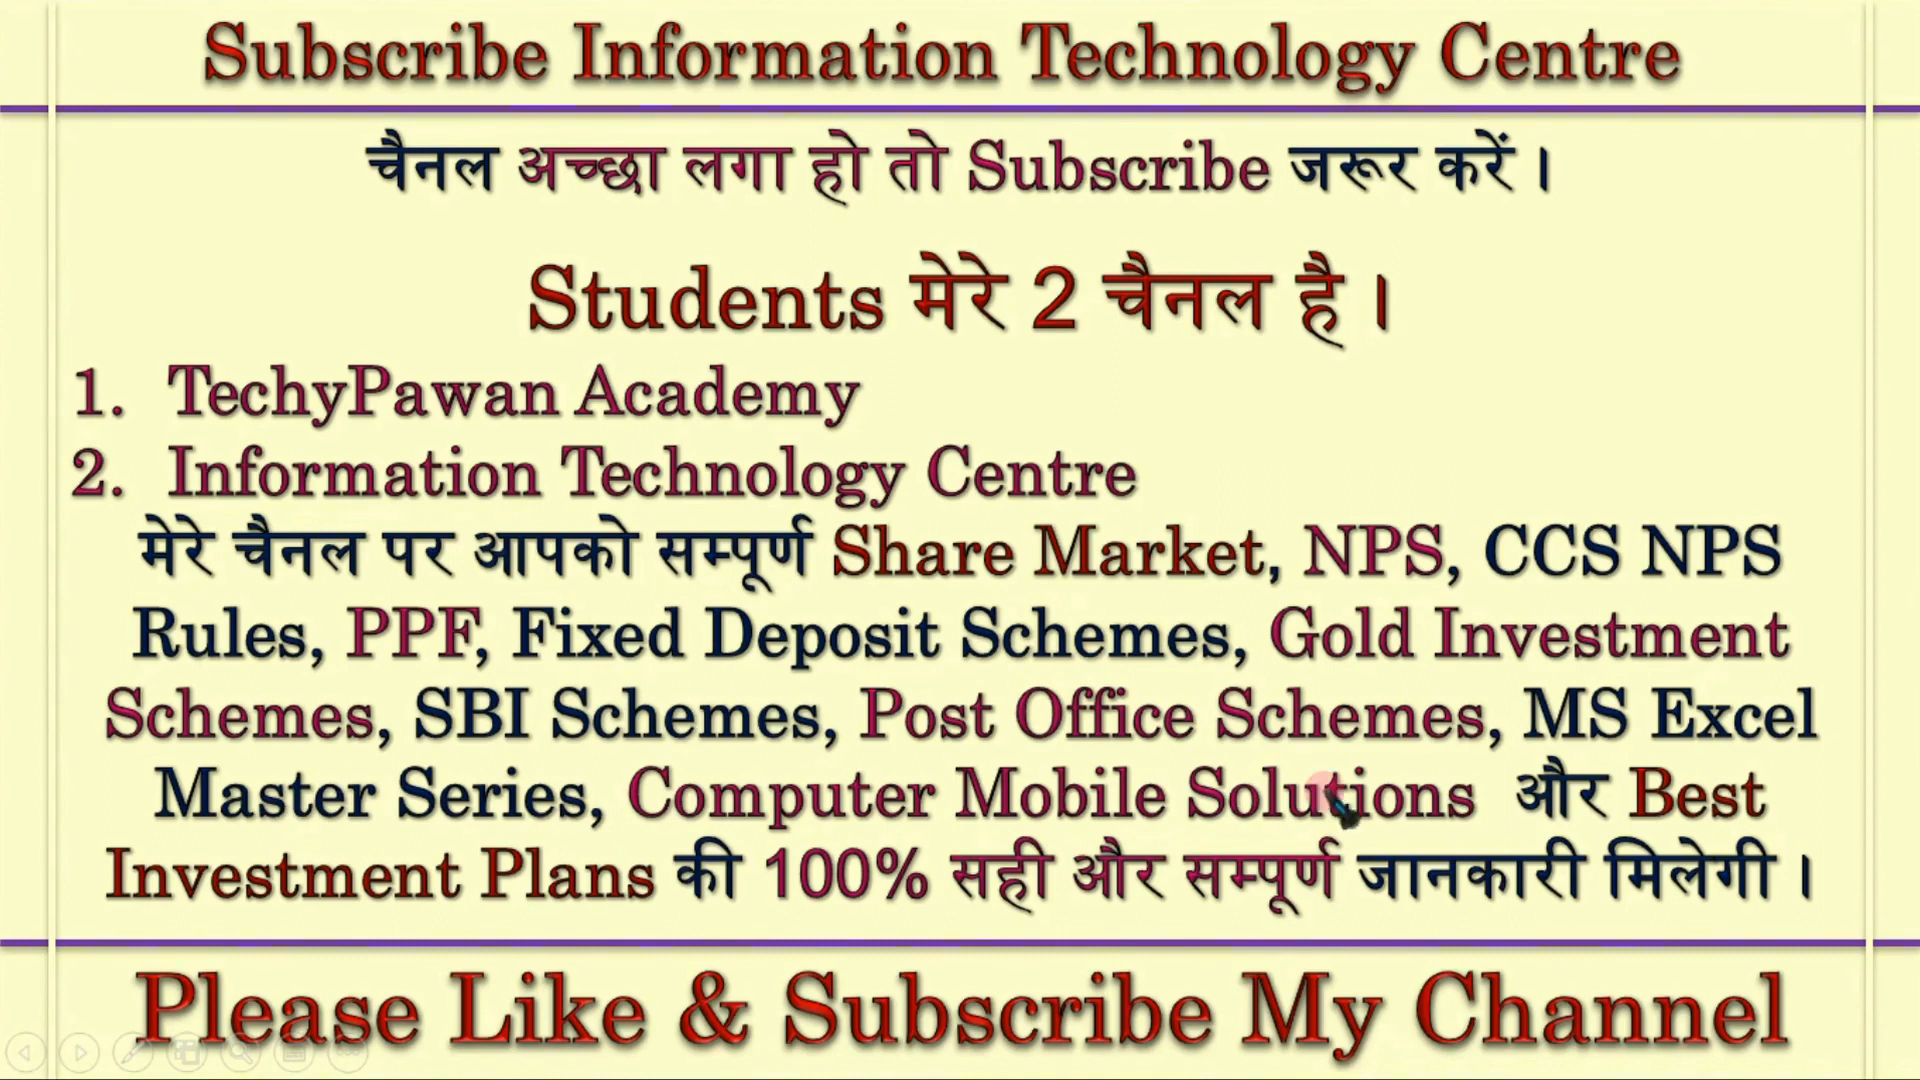 Subscribe Information Technology Centre
चैनल अच्छा लगा हो तो Subscribe जरूर करें ।
Students मेरे 2 चैनल है ।
1. TechyPawan Academy
2. Information Technology Centre
मेरे चैनल पर आपको सम्पूर्ण Share Market, NPS, CCS NPS
Rules, PPF, Fixed Deposit Schemes, Gold Investment
Schemes, SBI Schemes, Post Office Schemes, MS Excel
Master Series, Computer Mobile Solutions और Best
Investment Plans की 100% सही और सम्पूर्ण जानकारी मिलेगी ।
Please Like & Subscribe My Channel